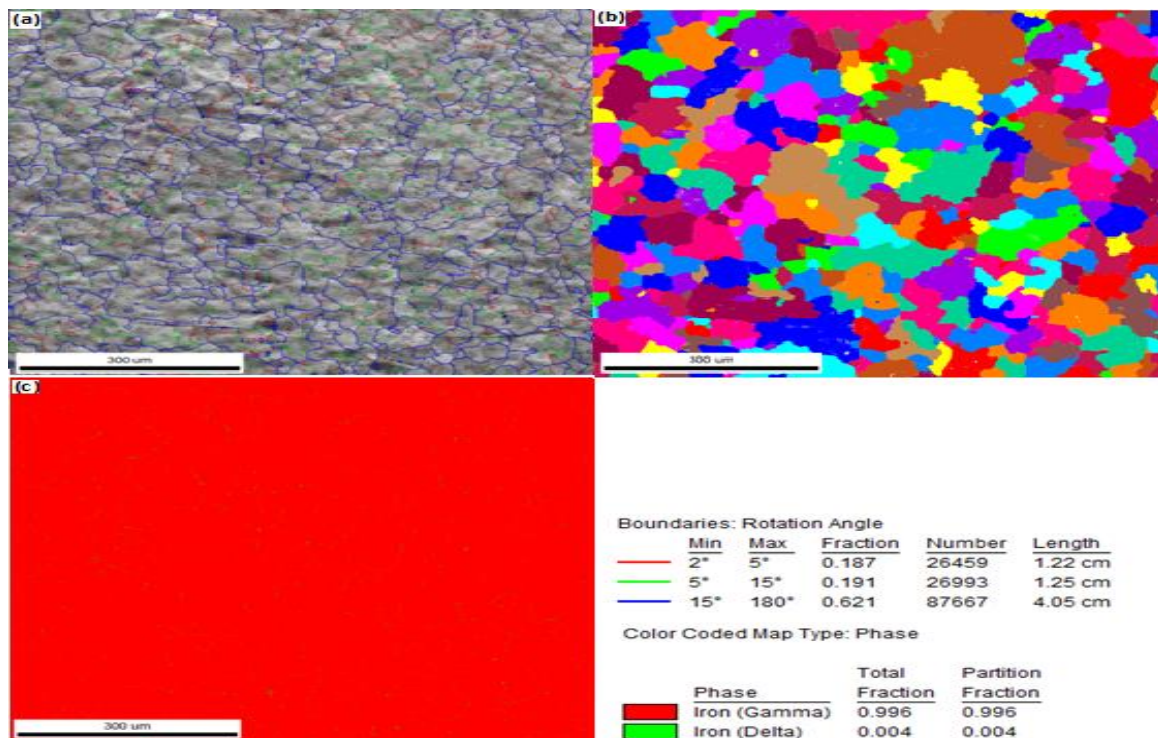 (a)
(b)
300 um
300 um
(c)
Boundaries: Rotation Angle
Min Max Fraction Number Length
2° 5° 0.187 26459 1.22 cm
5° 15° 0.191 26993 1.25 cm
15° 180° 0.621 87667 4.05 cm
Color Coded Map Type: Phase
Total Partition
Phase Fraction Fraction
Iron (Gamma) 0.996 0.996
Iron (Delta) 0.004 0.004
300 um